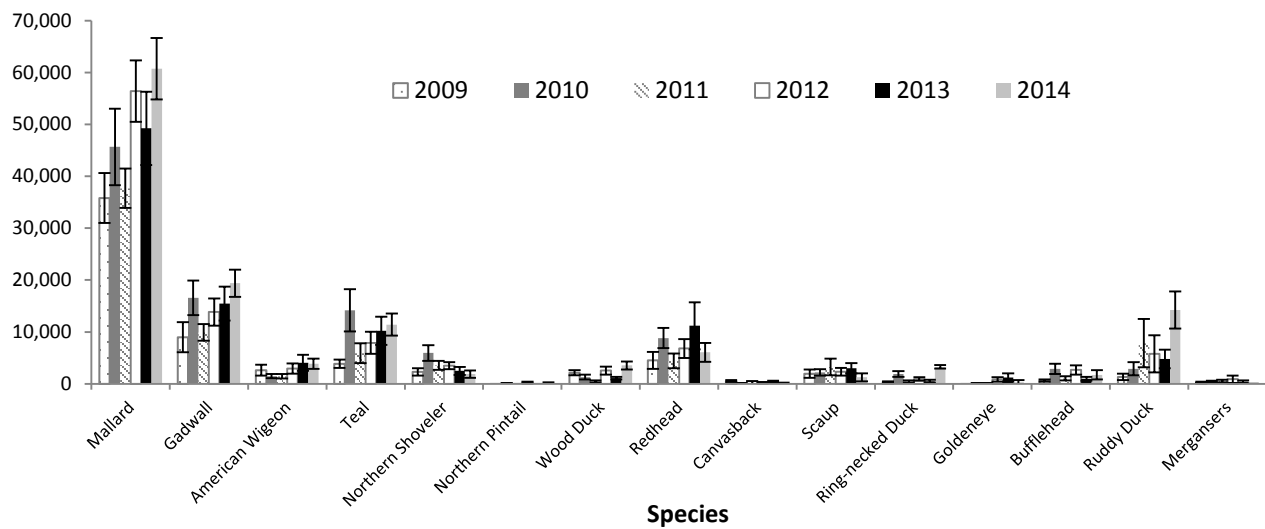 70,000
60,000
50,000
40,000
30,000
20,000
10,000
0
2009 2010 2011 2012 2013 2014
Mallard
Gadwall
American Wigeon
Teal
Northern Shoveler
Northern Pintail
Wood Duck
Redhead
Canvasback
Scaup
Ring-necked Duck
Goldeneye
Bufflehead
Ruddy Duck
Mergansers
Species